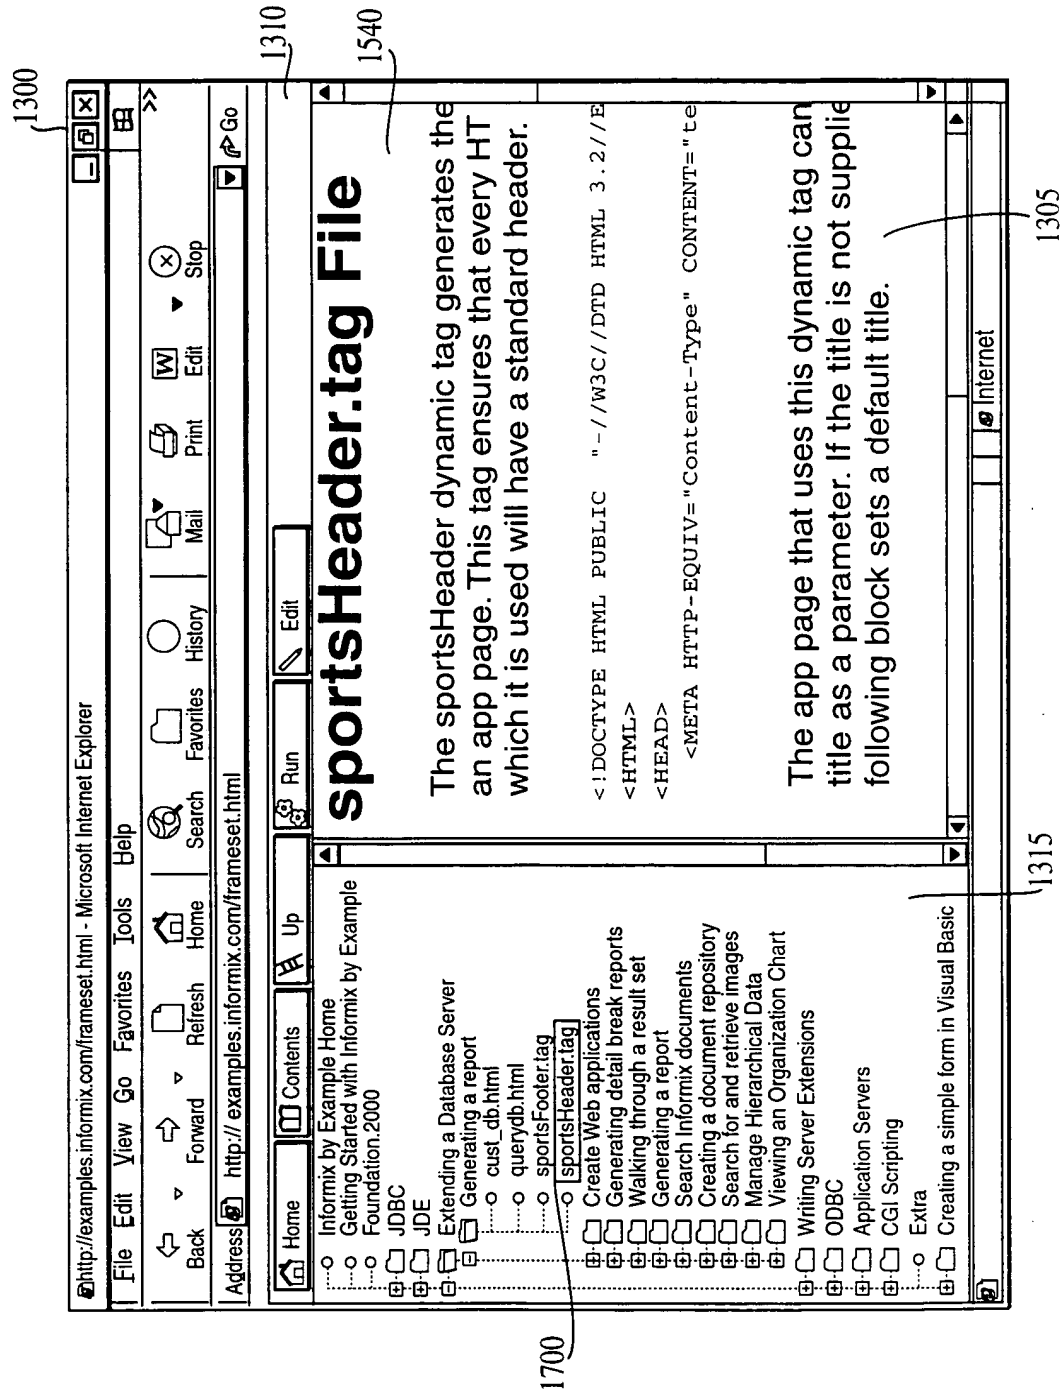 1300
http://examples.informix.com/frameset.html - Microsoft Internet Explorer
File Edit View Go Favorites Tools Help
>>
Back Forward Refresh Home Search Favorites History Mail Print Edit Stop
Address http:// examples.informix.com/frameset.html Go
1310
Home Contents Up Run Edit
Informix by Example Home
Getting Started with Informix by Example
Foundation.2000
JDBC
JDE
Extending a Database Server
Generating a report
cust_db.html
querydb.html
sportsFooter.tag
sportsHeader.tag
1700
Create Web applications
Generating detail break reports
Walking through a result set
Generating a report
Search Informix documents
Creating a document repository
Search for and retrieve images
Manage Hierarchical Data
Viewing an Organization Chart
Writing Server Extensions
ODBC
Application Servers
CGI Scripting
Extra
Creating a simple form in Visual Basic
1315
sportsHeader.tag File
1540
The sportsHeader dynamic tag generates the
an app page. This tag ensures that every HT
which it is used will have a standard header.
<!DOCTYPE HTML PUBLIC "-//W3C//DTD HTML 3.2//E
<HTML>
<HEAD>
<META HTTP-EQUIV="Content-Type" CONTENT="te
The app page that uses this dynamic tag can
title as a parameter. If the title is not supplie
following block sets a default title.
1305
Internet